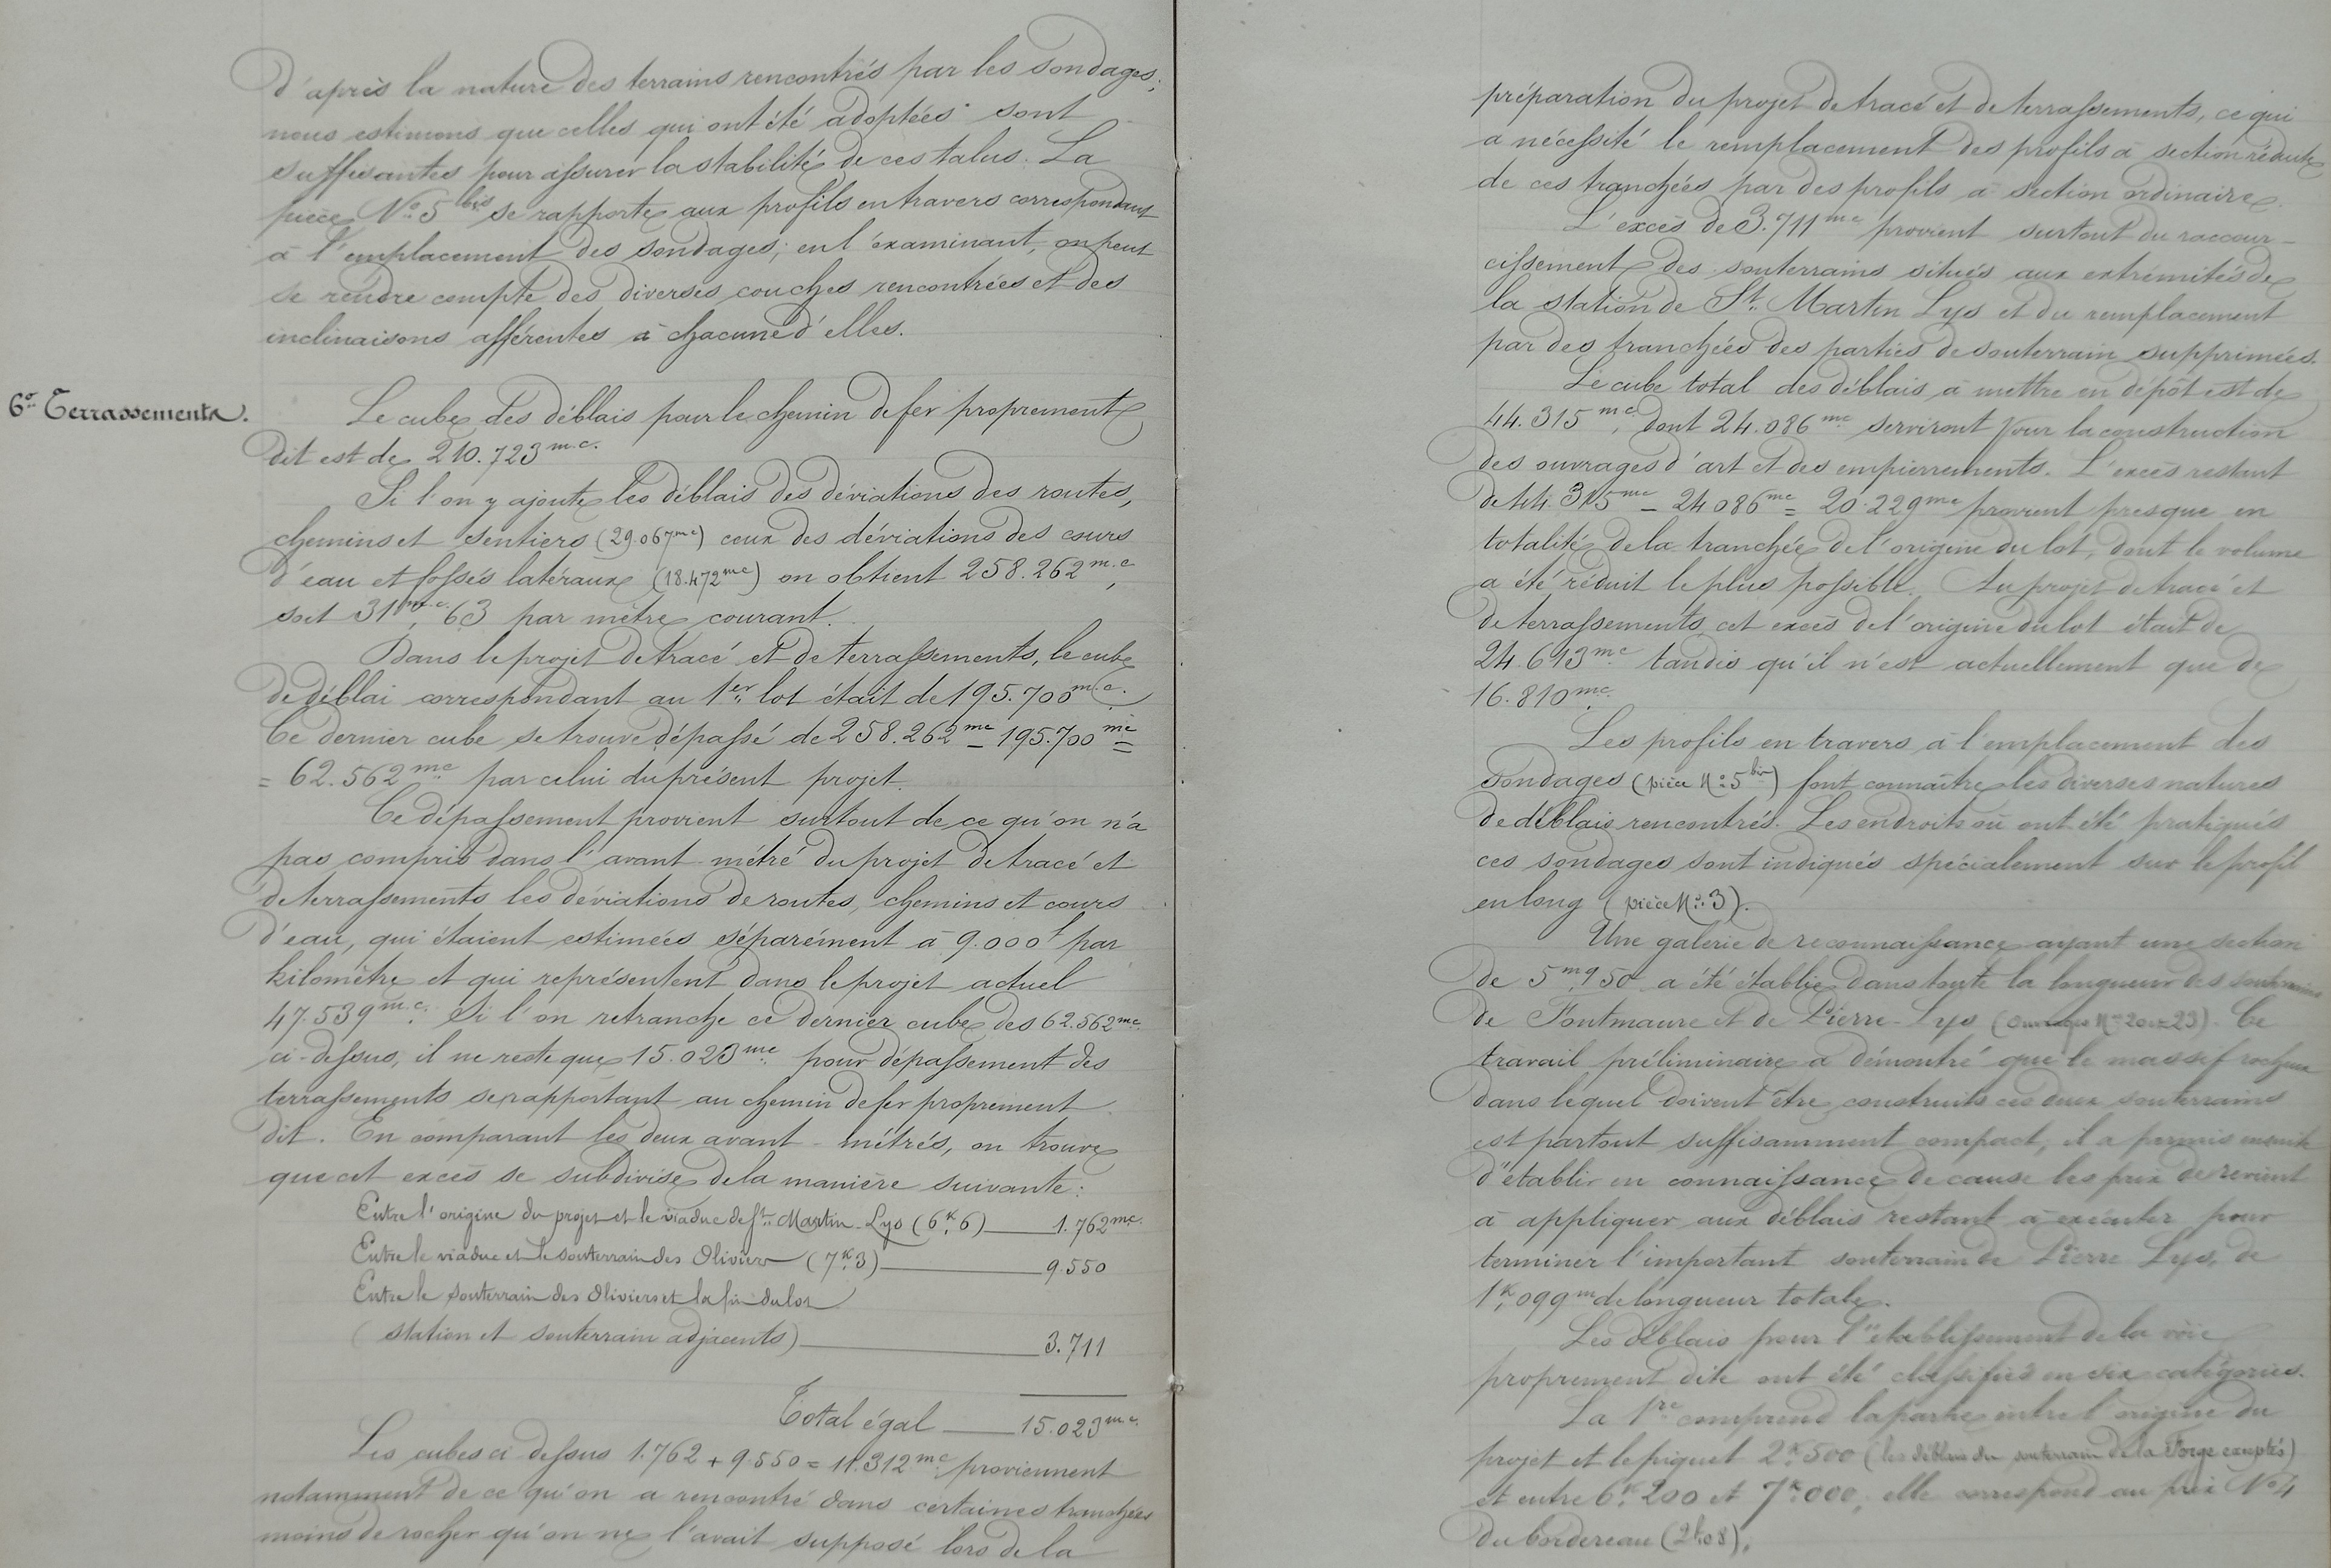 d'après la nature des terrains rencontrés par les sondages;
nous estimons que celles qui ont été adoptées sont
suffisantes pour assurer la stabilité de ces talus. La
pièce N° 5 bis se rapporte aux profils en travers correspondant
à l'emplacement des sondages; en l'examinant, on peut
se rendre compte des diverses couches rencontrées et des
inclinaisons afférentes à chacune d'elles.
6° Terrassements.
Le cube des déblais pour le chemin de fer proprement
dit est de 210.723 m.c.
Si l'on y ajoute les déblais des déviations des routes,
chemins et sentiers (29.067 mc) ceux des déviations des cours
d'eau et fossés latéraux (18.472 mc) on obtient 258.262 m.c,
soit 31 m.c, 63 par mètre courant.
Dans le projet de tracé et de terrassements, le cube
de déblai correspondant au 1er lot était de 195.700 m.c.
Ce dernier cube se trouve dépassé de 258.262 mc – 195.700 mc =
= 62.562 mc par celui du présent projet.
Ce dépassement provient surtout de ce qu'on n'a
pas compris dans l'avant-métré du projet de tracé et
de terrassements les déviations de routes, chemins et cours
d'eau, qui étaient estimées séparément à 9.000 f par
kilomètre et qui représentent dans le projet actuel
47.539 m.c. Si l'on retranche ce dernier cube des 62.562 mc
ci-dessus, il ne reste que 15.023 mc pour dépassement des
terrassements se rapportant au chemin de fer proprement
dit. En comparant les deux avant-métrés, on trouve
que cet excès se subdivise de la manière suivante:
Entre l'origine du projet et le viaduc de St Martin-Lys (6k,6) 1.762 mc.
Entre le viaduc et le souterrain des Oliviers (7k,3) 9.550
Entre le souterrain des Oliviers et la fin du lot
(station et souterrain adjacents) 3.711
Total égal 15.023 mc.
Les cubes ci dessus 1.762 + 9.550 = 11.312 mc proviennent
notamment de ce qu'on a rencontré dans certaines tranchées
moins de rocher qu'on ne l'avait supposé lors de la
préparation du projet de tracé et de terrassements, ce qui
a nécessité le remplacement des profils à section réduite
de ces tranchées par des profils à section ordinaire.
L'excès de 3.711 mc provient surtout du raccour-
cissement des souterrains situés aux extrémités de
la station de St. Martin Lys et du remplacement
par des tranchées des parties de souterrain supprimées.
Le cube total des déblais à mettre en dépôt est de
44.315 mc, dont 24.086 mc serviront pour la construction
des ouvrages d'art et des empierrements. L'excès restant
de 44.315 mc – 24.086 mc = 20.229 mc provient presque en
totalité de la tranchée de l'origine du lot, dont le volume
a été réduit le plus possible. Au projet de tracé et
de terrassements, cet excès de l'origine du lot était de
24.613 mc tandis qu'il n'est actuellement que de
16.810 mc.
Les profils en travers à l'emplacement des
sondages (pièce N° 5 bis) font connaître les diverses natures
de déblais rencontrés. Les endroits où ont été pratiqués
ces sondages sont indiqués spécialement sur le profil
en long (pièce N° 3).
Une galerie de reconnaissance ayant une section
de 5 mq,50 a été établie dans toute la longueur des souterrains
de Fontmaure et de Pierre-Lys (Ouvrages Nos 20 23). Ce
travail préliminaire a démontré que le massif rocheux
dans lequel doivent être construits ces deux souterrains
est partout suffisamment compact, il a permis ensuite
d'établir en connaissance de cause les prix de revient
à appliquer aux déblais restant à exécuter pour
terminer l'important souterrain de Pierre Lys, de
1k,099 m de longueur totale.
Les déblais pour l'établissement de la voie
proprement dite ont été classifiés en six catégories.
La 1re comprend la partie entre l'origine du
projet et le piquet 2k 500 (les déblais du souterrain de la Forge exceptés)
et entre 6k 200 et 7k 000, elle correspond au prix N° 4
du bordereau (2f,08),